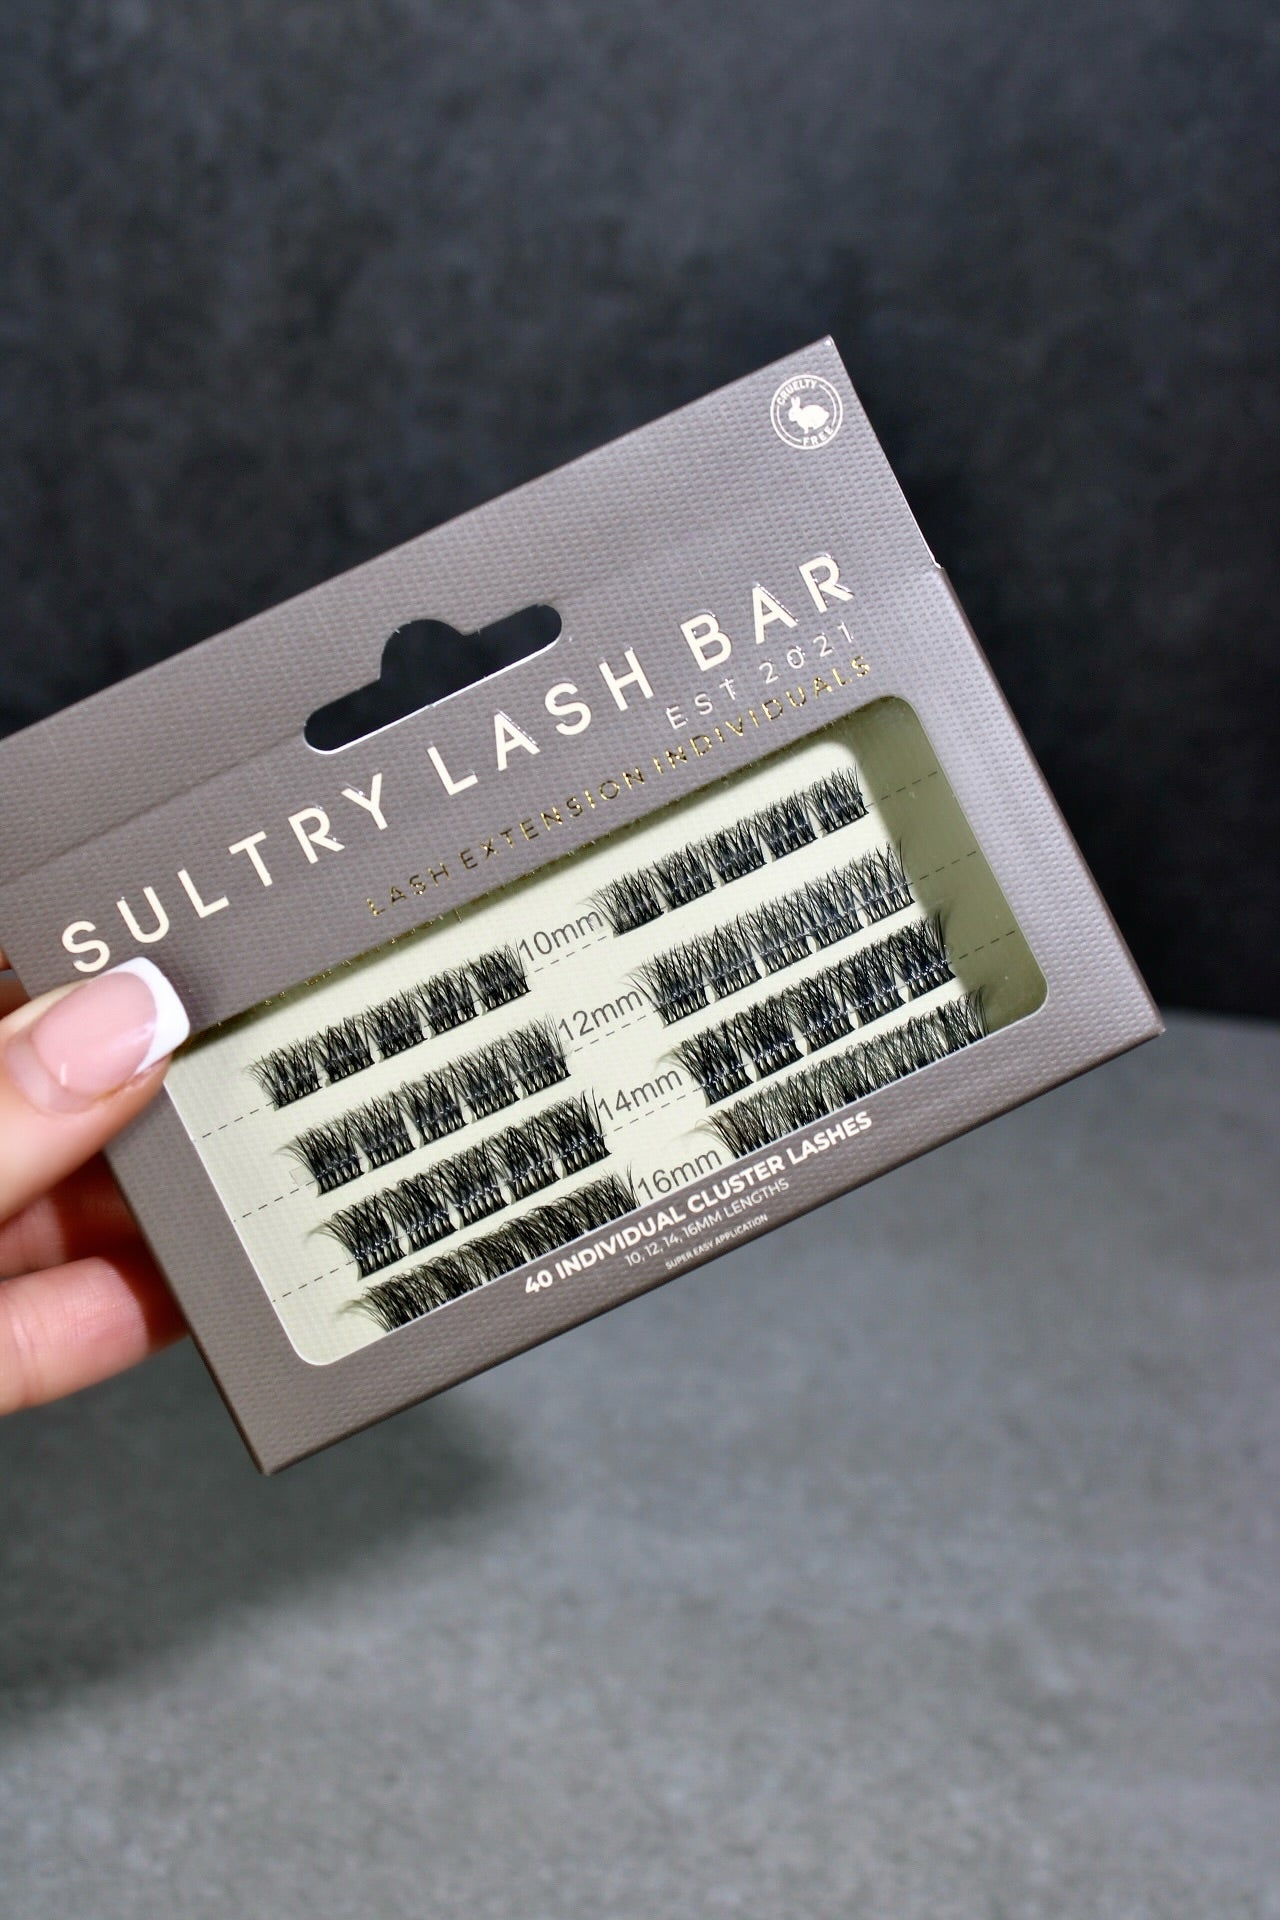 CRUELTY
FREE
SULTRY LASH BAR
EST 2021
LASH EXTENSION INDIVIDUALS
10mm
12mm
14mm
16mm
40 INDIVIDUAL CLUSTER LASHES
10, 12, 14, 16MM LENGTHS
SUPER EASY APPLICATION